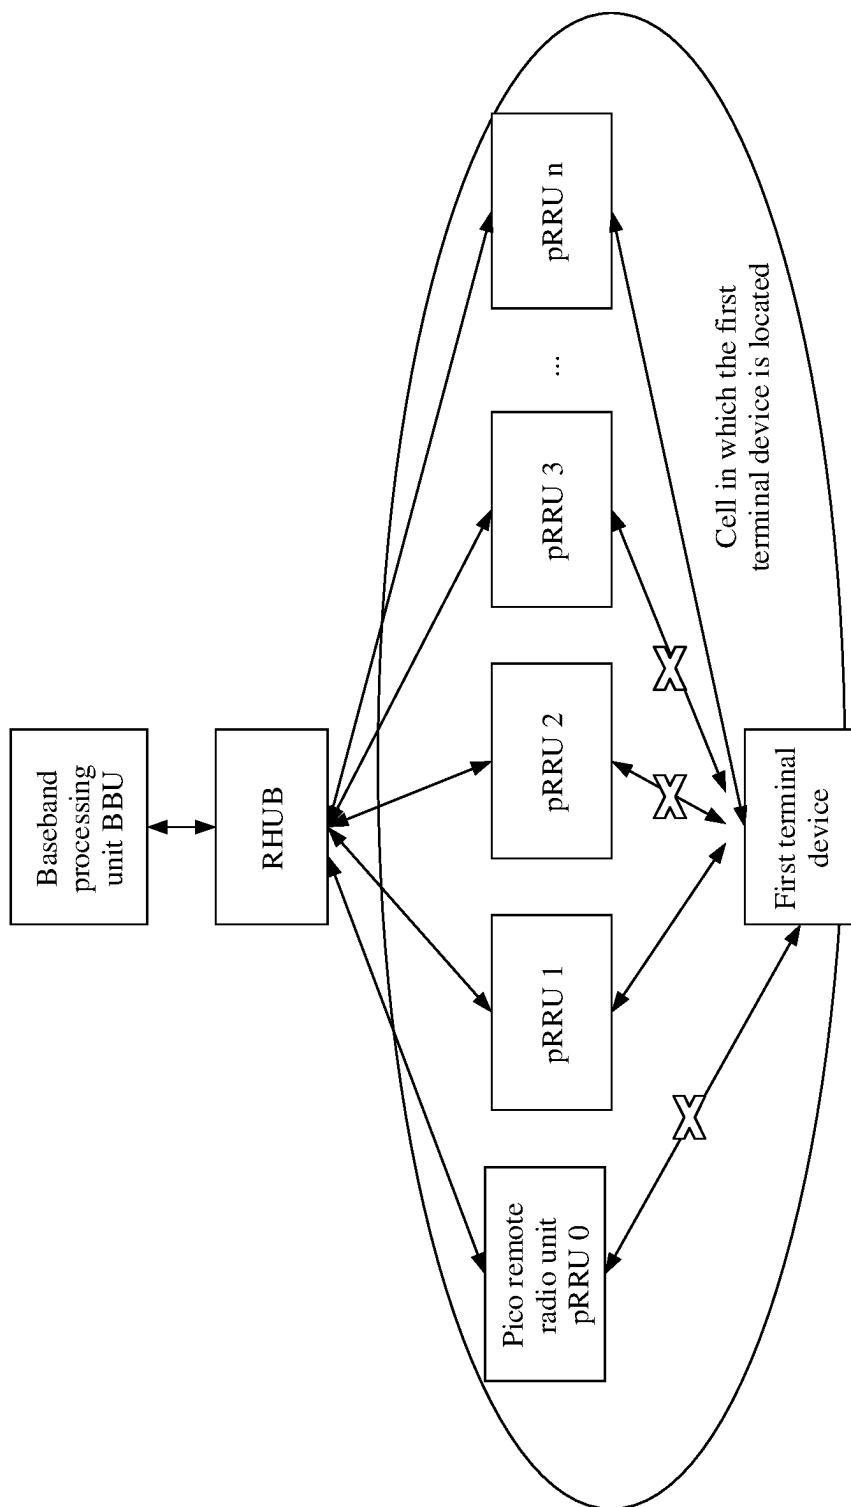 Baseband
processing
unit BBU
RHUB
Pico remote
radio unit
pRRU 0
pRRU 1
pRRU 2
pRRU 3
...
pRRU n
X
X
X
Cell in which the first
terminal device is located
First terminal
device